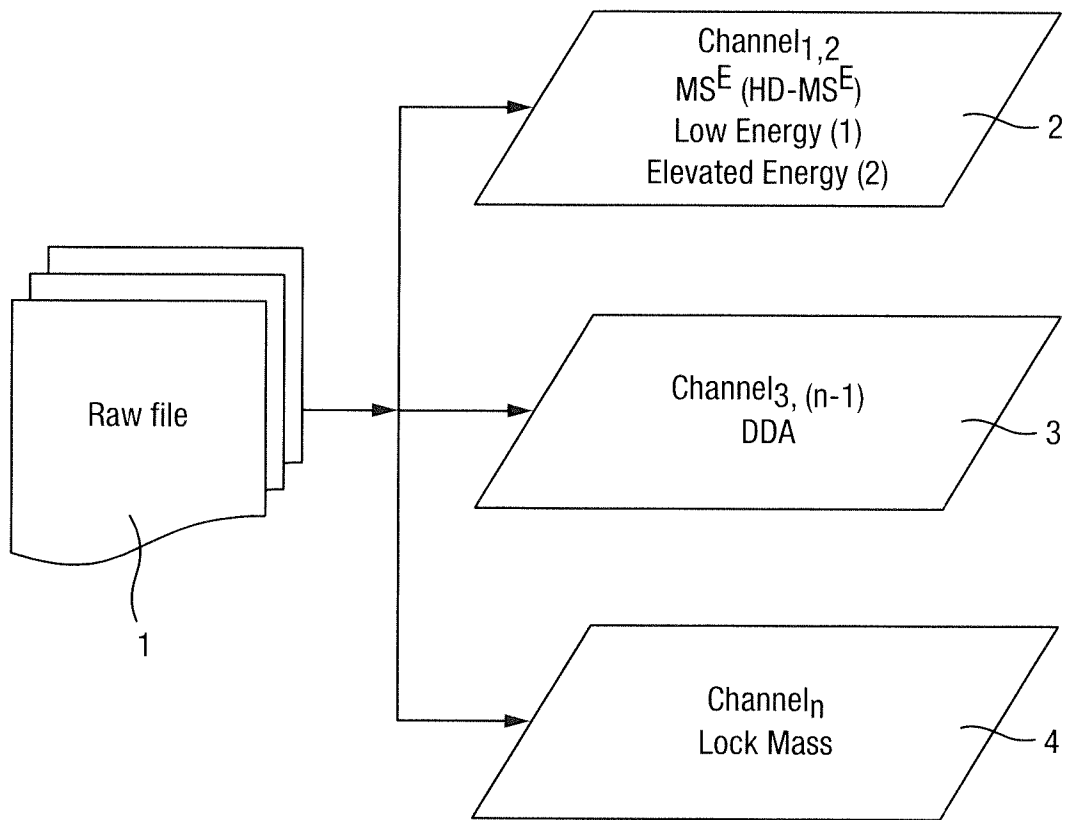 Channel1,2
MSE (HD-MSE)
Low Energy (1)
Elevated Energy (2)
2
Raw file
1
Channel3, (n-1)
DDA
3
Channeln
Lock Mass
4